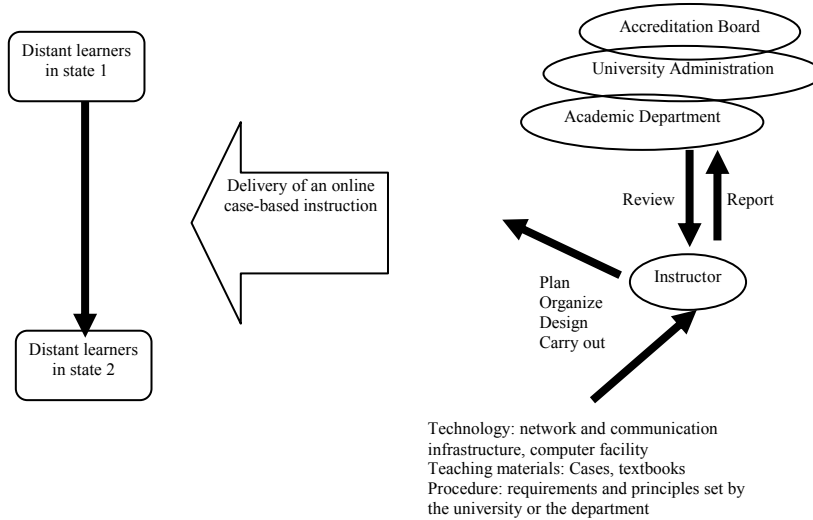 Distant learners
in state 1
Distant learners
in state 2
Delivery of an online
case-based instruction
Accreditation Board
University Administration
Academic Department
Review
Report
Instructor
Plan
Organize
Design
Carry out
Technology: network and communication
infrastructure, computer facility
Teaching materials: Cases, textbooks
Procedure: requirements and principles set by
the university or the department